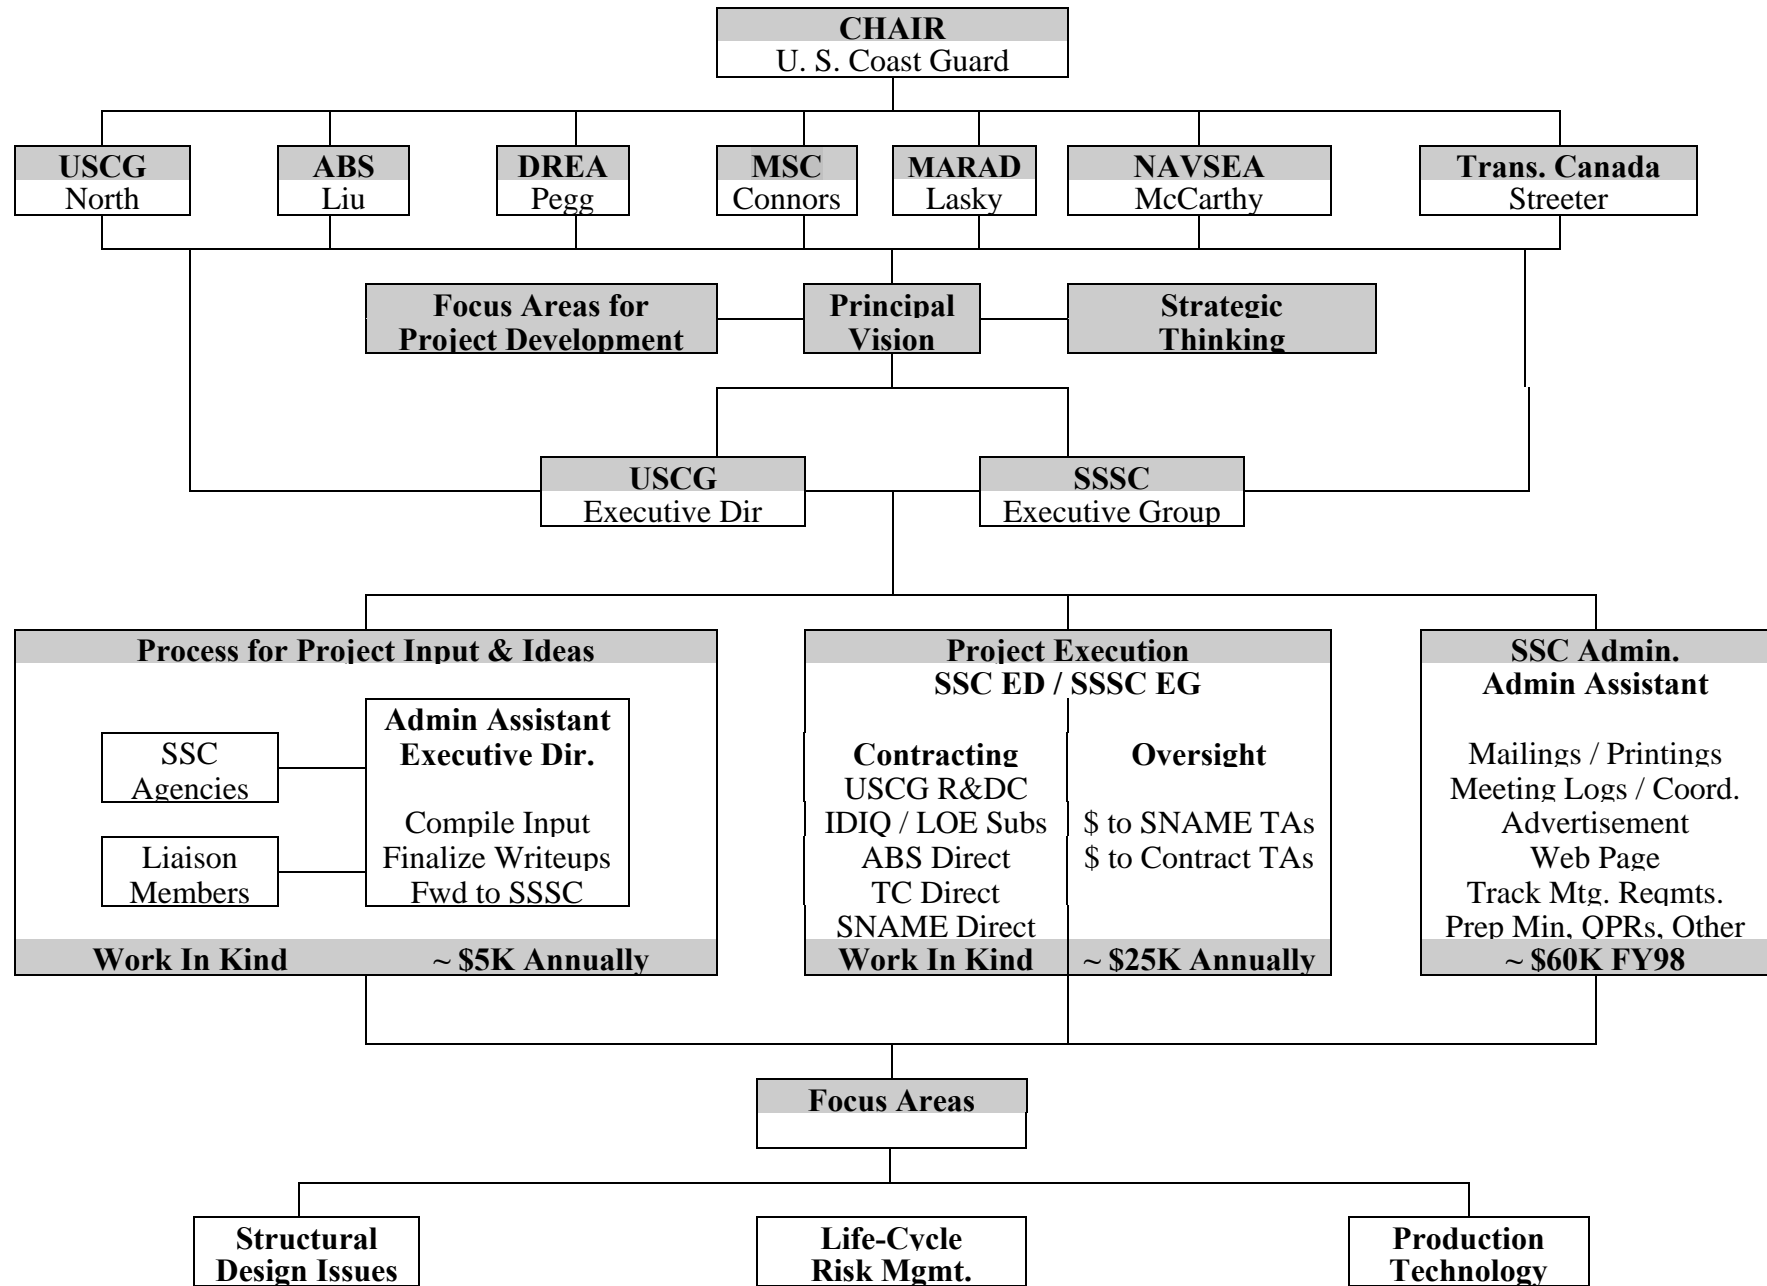 CHAIR
U. S. Coast Guard
USCG
North
ABS
Liu
DREA
Pegg
MSC
Connors
MARAD
Lasky
NAVSEA
McCarthy
Trans. Canada
Streeter
Focus Areas for
Project Development
Principal
Vision
Strategic
Thinking
USCG
Executive Dir
SSSC
Executive Group
Process for Project Input & Ideas
SSC
Agencies
Liaison
Members
Admin Assistant
Executive Dir.
Compile Input
Finalize Writeups
Fwd to SSSC
Work In Kind
~ $5K Annually
Project Execution
SSC ED / SSSC EG
Contracting
USCG R&DC
IDIQ / LOE Subs
ABS Direct
TC Direct
SNAME Direct
Work In Kind
Oversight
$ to SNAME TAs
$ to Contract TAs
~ $25K Annually
SSC Admin.
Admin Assistant
Mailings / Printings
Meeting Logs / Coord.
Advertisement
Web Page
Track Mtg. Reqmts.
Prep Min, QPRs, Other
~ $60K FY98
Focus Areas
Structural
Design Issues
Life-Cycle
Risk Mgmt.
Production
Technology